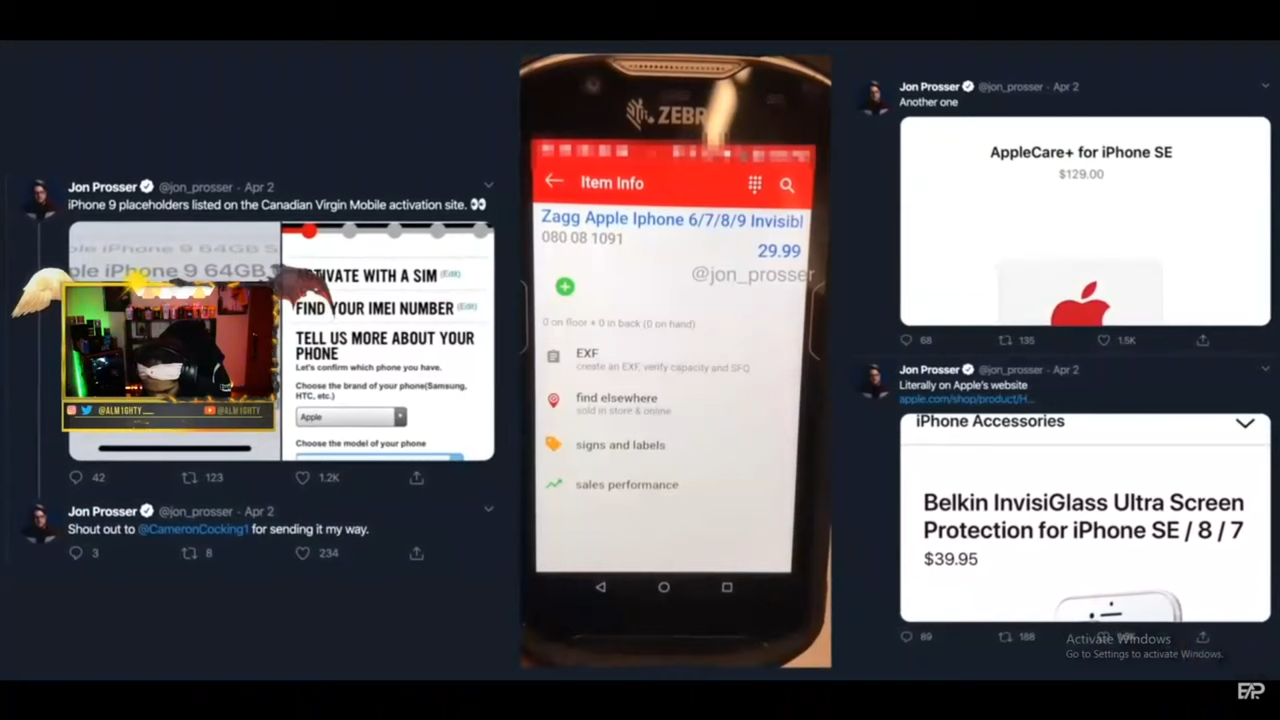 Jon Prosser @jon_prosser · Apr 2
iPhone 9 placeholders listed on the Canadian Virgin Mobile activation site. 👀
ple iPhone 9 64GB S
ple iPhone 9 64GB
ACTIVATE WITH A SIM (Edit)
FIND YOUR IMEI NUMBER (Edit)
TELL US MORE ABOUT YOUR
PHONE
Let's confirm which phone you have.
Choose the brand of your phone(Samsung,
HTC, etc.)
Apple
Choose the model of your phone
@ALM1GHTY__ @ALM1GHTY
42 123 1.2K
Jon Prosser @jon_prosser · Apr 2
Shout out to @CameronCocking1 for sending it my way.
3 8 234
ZEBR
Item Info
Zagg Apple Iphone 6/7/8/9 Invisibl
080 08 1091
29.99
@jon_prosser
0 on floor + 0 in back (0 on hand)
EXF
create an EXF, verify capacity and SFQ
find elsewhere
sold in store & online
signs and labels
sales performance
Jon Prosser @jon_prosser · Apr 2
Another one
AppleCare+ for iPhone SE
$129.00
68 135 1.5K
Jon Prosser @jon_prosser · Apr 2
Literally on Apple's website
apple.com/shop/product/H...
iPhone Accessories
Belkin InvisiGlass Ultra Screen
Protection for iPhone SE / 8 / 7
$39.95
89 188
Activate Windows
Go to Settings to activate Windows.
EAP